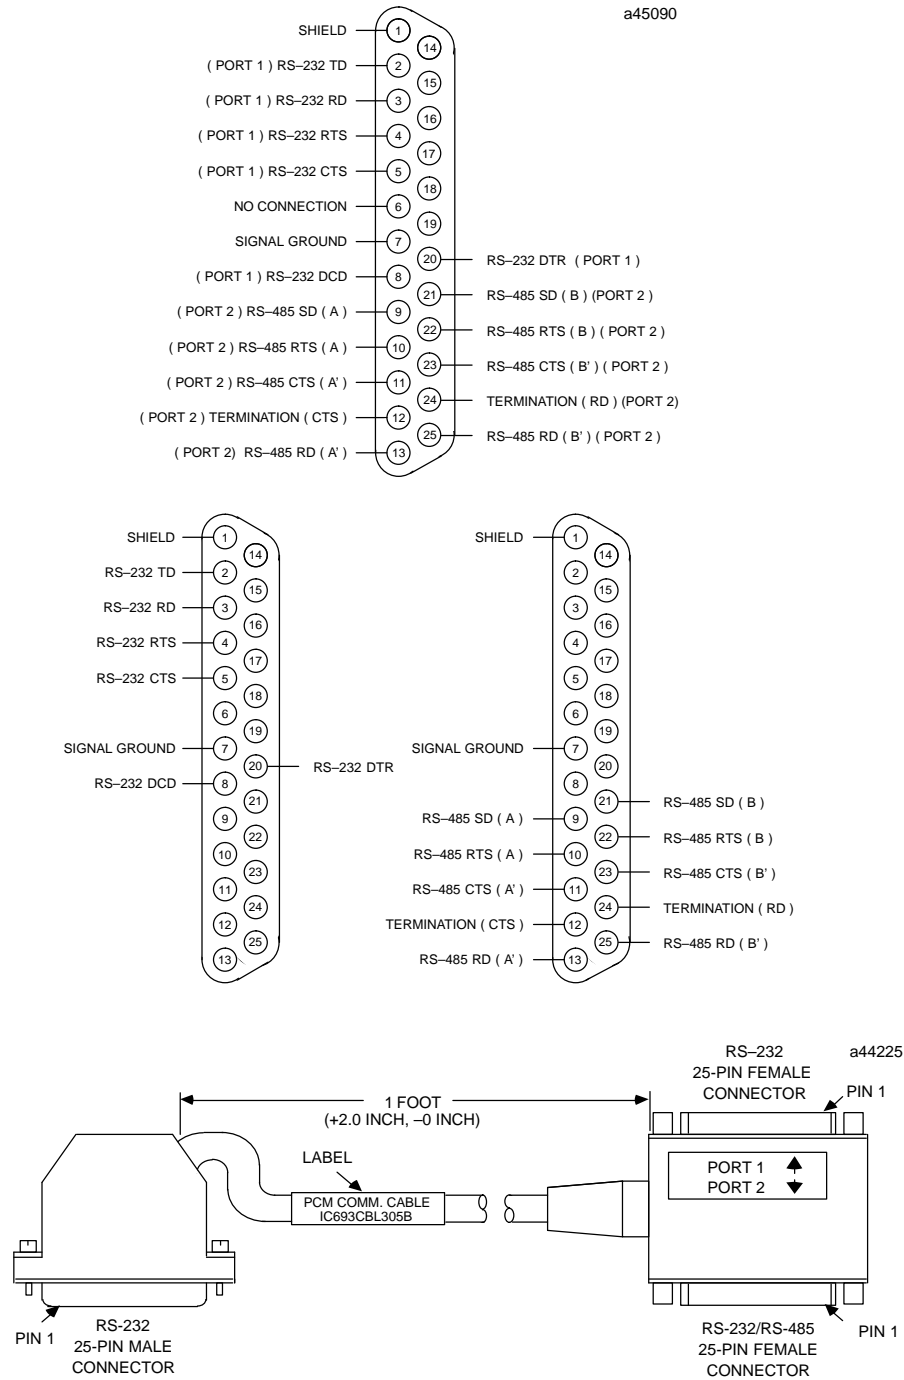 a45090
SHIELD 1
14
( PORT 1 ) RS–232 TD 2
15
( PORT 1 ) RS–232 RD 3
16
( PORT 1 ) RS–232 RTS 4
17
( PORT 1 ) RS–232 CTS 5
18
NO CONNECTION 6
19
SIGNAL GROUND 7
20 RS–232 DTR ( PORT 1 )
( PORT 1 ) RS–232 DCD 8
21 RS–485 SD ( B ) (PORT 2 )
( PORT 2 ) RS–485 SD ( A ) 9
22 RS–485 RTS ( B ) ( PORT 2 )
( PORT 2 ) RS–485 RTS ( A ) 10
23 RS–485 CTS ( B' ) ( PORT 2 )
( PORT 2 ) RS–485 CTS ( A' ) 11
24 TERMINATION ( RD ) (PORT 2)
( PORT 2 ) TERMINATION ( CTS ) 12
25 RS–485 RD ( B' ) ( PORT 2 )
( PORT 2) RS–485 RD ( A' ) 13
SHIELD 1
14
RS–232 TD 2
15
RS–232 RD 3
16
RS–232 RTS 4
17
RS–232 CTS 5
18
6
19
SIGNAL GROUND 7
20 RS–232 DTR
RS–232 DCD 8
21
9
22
10
23
11
24
12
25
13
SHIELD 1
14
2
15
3
16
4
17
5
18
6
19
SIGNAL GROUND 7
20
8
21 RS–485 SD ( B )
RS–485 SD ( A ) 9
22 RS–485 RTS ( B )
RS–485 RTS ( A ) 10
23 RS–485 CTS ( B' )
RS–485 CTS ( A' ) 11
24 TERMINATION ( RD )
TERMINATION ( CTS ) 12
25 RS–485 RD ( B' )
RS–485 RD ( A' ) 13
a44225
RS–232
25-PIN FEMALE
CONNECTOR
PIN 1
1 FOOT
(+2.0 INCH, –0 INCH)
LABEL
PCM COMM. CABLE
IC693CBL305B
PORT 1
PORT 2
PIN 1
RS-232
25-PIN MALE
CONNECTOR
RS-232/RS-485
25-PIN FEMALE
CONNECTOR
PIN 1